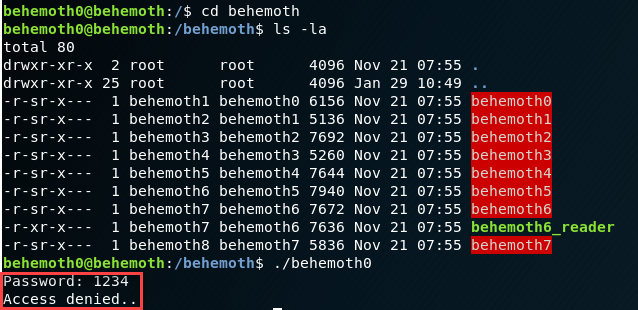 behemoth0@behemoth:/$ cd behemoth
behemoth0@behemoth:/behemoth$ ls -la
total 80
drwxr-xr-x  2 root      root      4096 Nov 21 07:55 .
drwxr-xr-x 25 root      root      4096 Jan 29 10:49 ..
-r-sr-x---  1 behemoth1 behemoth0 6156 Nov 21 07:55 behemoth0
-r-sr-x---  1 behemoth2 behemoth1 5136 Nov 21 07:55 behemoth1
-r-sr-x---  1 behemoth3 behemoth2 7692 Nov 21 07:55 behemoth2
-r-sr-x---  1 behemoth4 behemoth3 5260 Nov 21 07:55 behemoth3
-r-sr-x---  1 behemoth5 behemoth4 7644 Nov 21 07:55 behemoth4
-r-sr-x---  1 behemoth6 behemoth5 7940 Nov 21 07:55 behemoth5
-r-sr-x---  1 behemoth7 behemoth6 7672 Nov 21 07:55 behemoth6
-r-xr-x---  1 behemoth7 behemoth6 7636 Nov 21 07:55 behemoth6_reader
-r-sr-x---  1 behemoth8 behemoth7 5836 Nov 21 07:55 behemoth7
behemoth0@behemoth:/behemoth$ ./behemoth0
Password: 1234
Access denied..